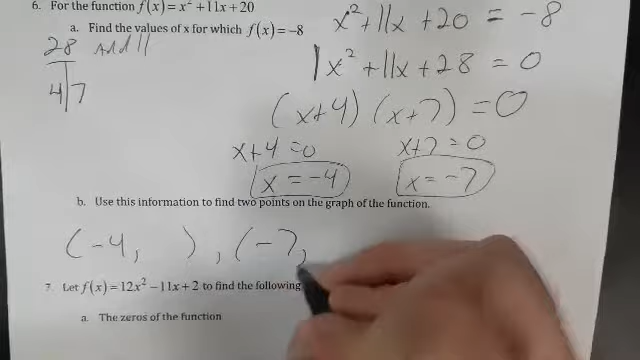 6. For the function f(x) = x² + 11x + 20
a. Find the values of x for which f(x) = -8
x² + 11x + 20 = -8
28 Add 11
4 | 7
1x² + 11x + 28 = 0
(x+4) (x+7) = 0
x+4 = 0 x+7 = 0
x = -4 x = -7
b. Use this information to find two points on the graph of the function.
(-4, ), (-7,
7. Let f(x) = 12x² - 11x + 2 to find the following
a. The zeros of the function